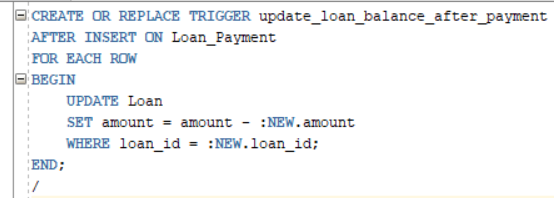 CREATE OR REPLACE TRIGGER update_loan_balance_after_payment
AFTER INSERT ON Loan_Payment
FOR EACH ROW
BEGIN
    UPDATE Loan
    SET amount = amount - :NEW.amount
    WHERE loan_id = :NEW.loan_id;
END;
/